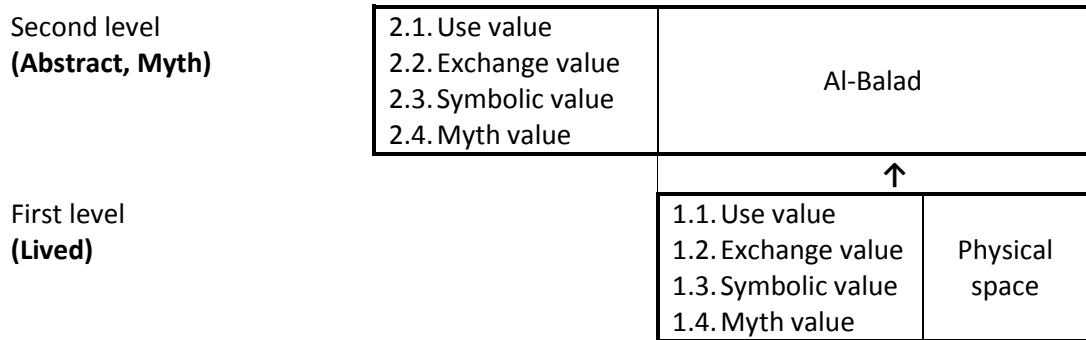 Second level
(Abstract, Myth)
2.1. Use value
2.2. Exchange value
2.3. Symbolic value
2.4. Myth value
Al-Balad
↑
First level
(Lived)
1.1. Use value
1.2. Exchange value
1.3. Symbolic value
1.4. Myth value
Physical
space